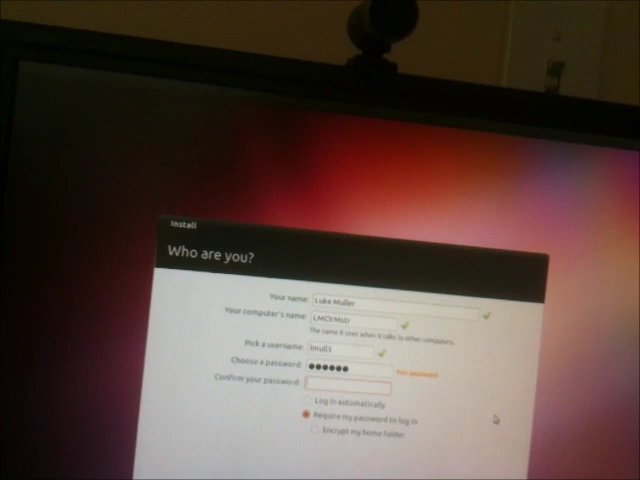 Install
Who are you?
Your name: Luke Muller
Your computer's name: LMClrMstr
The name it uses when it talks to other computers.
Pick a username: lmull3
Choose a password: ●●●●●● Fair password
Confirm your password:
Log in automatically
Require my password to log in
Encrypt my home folder